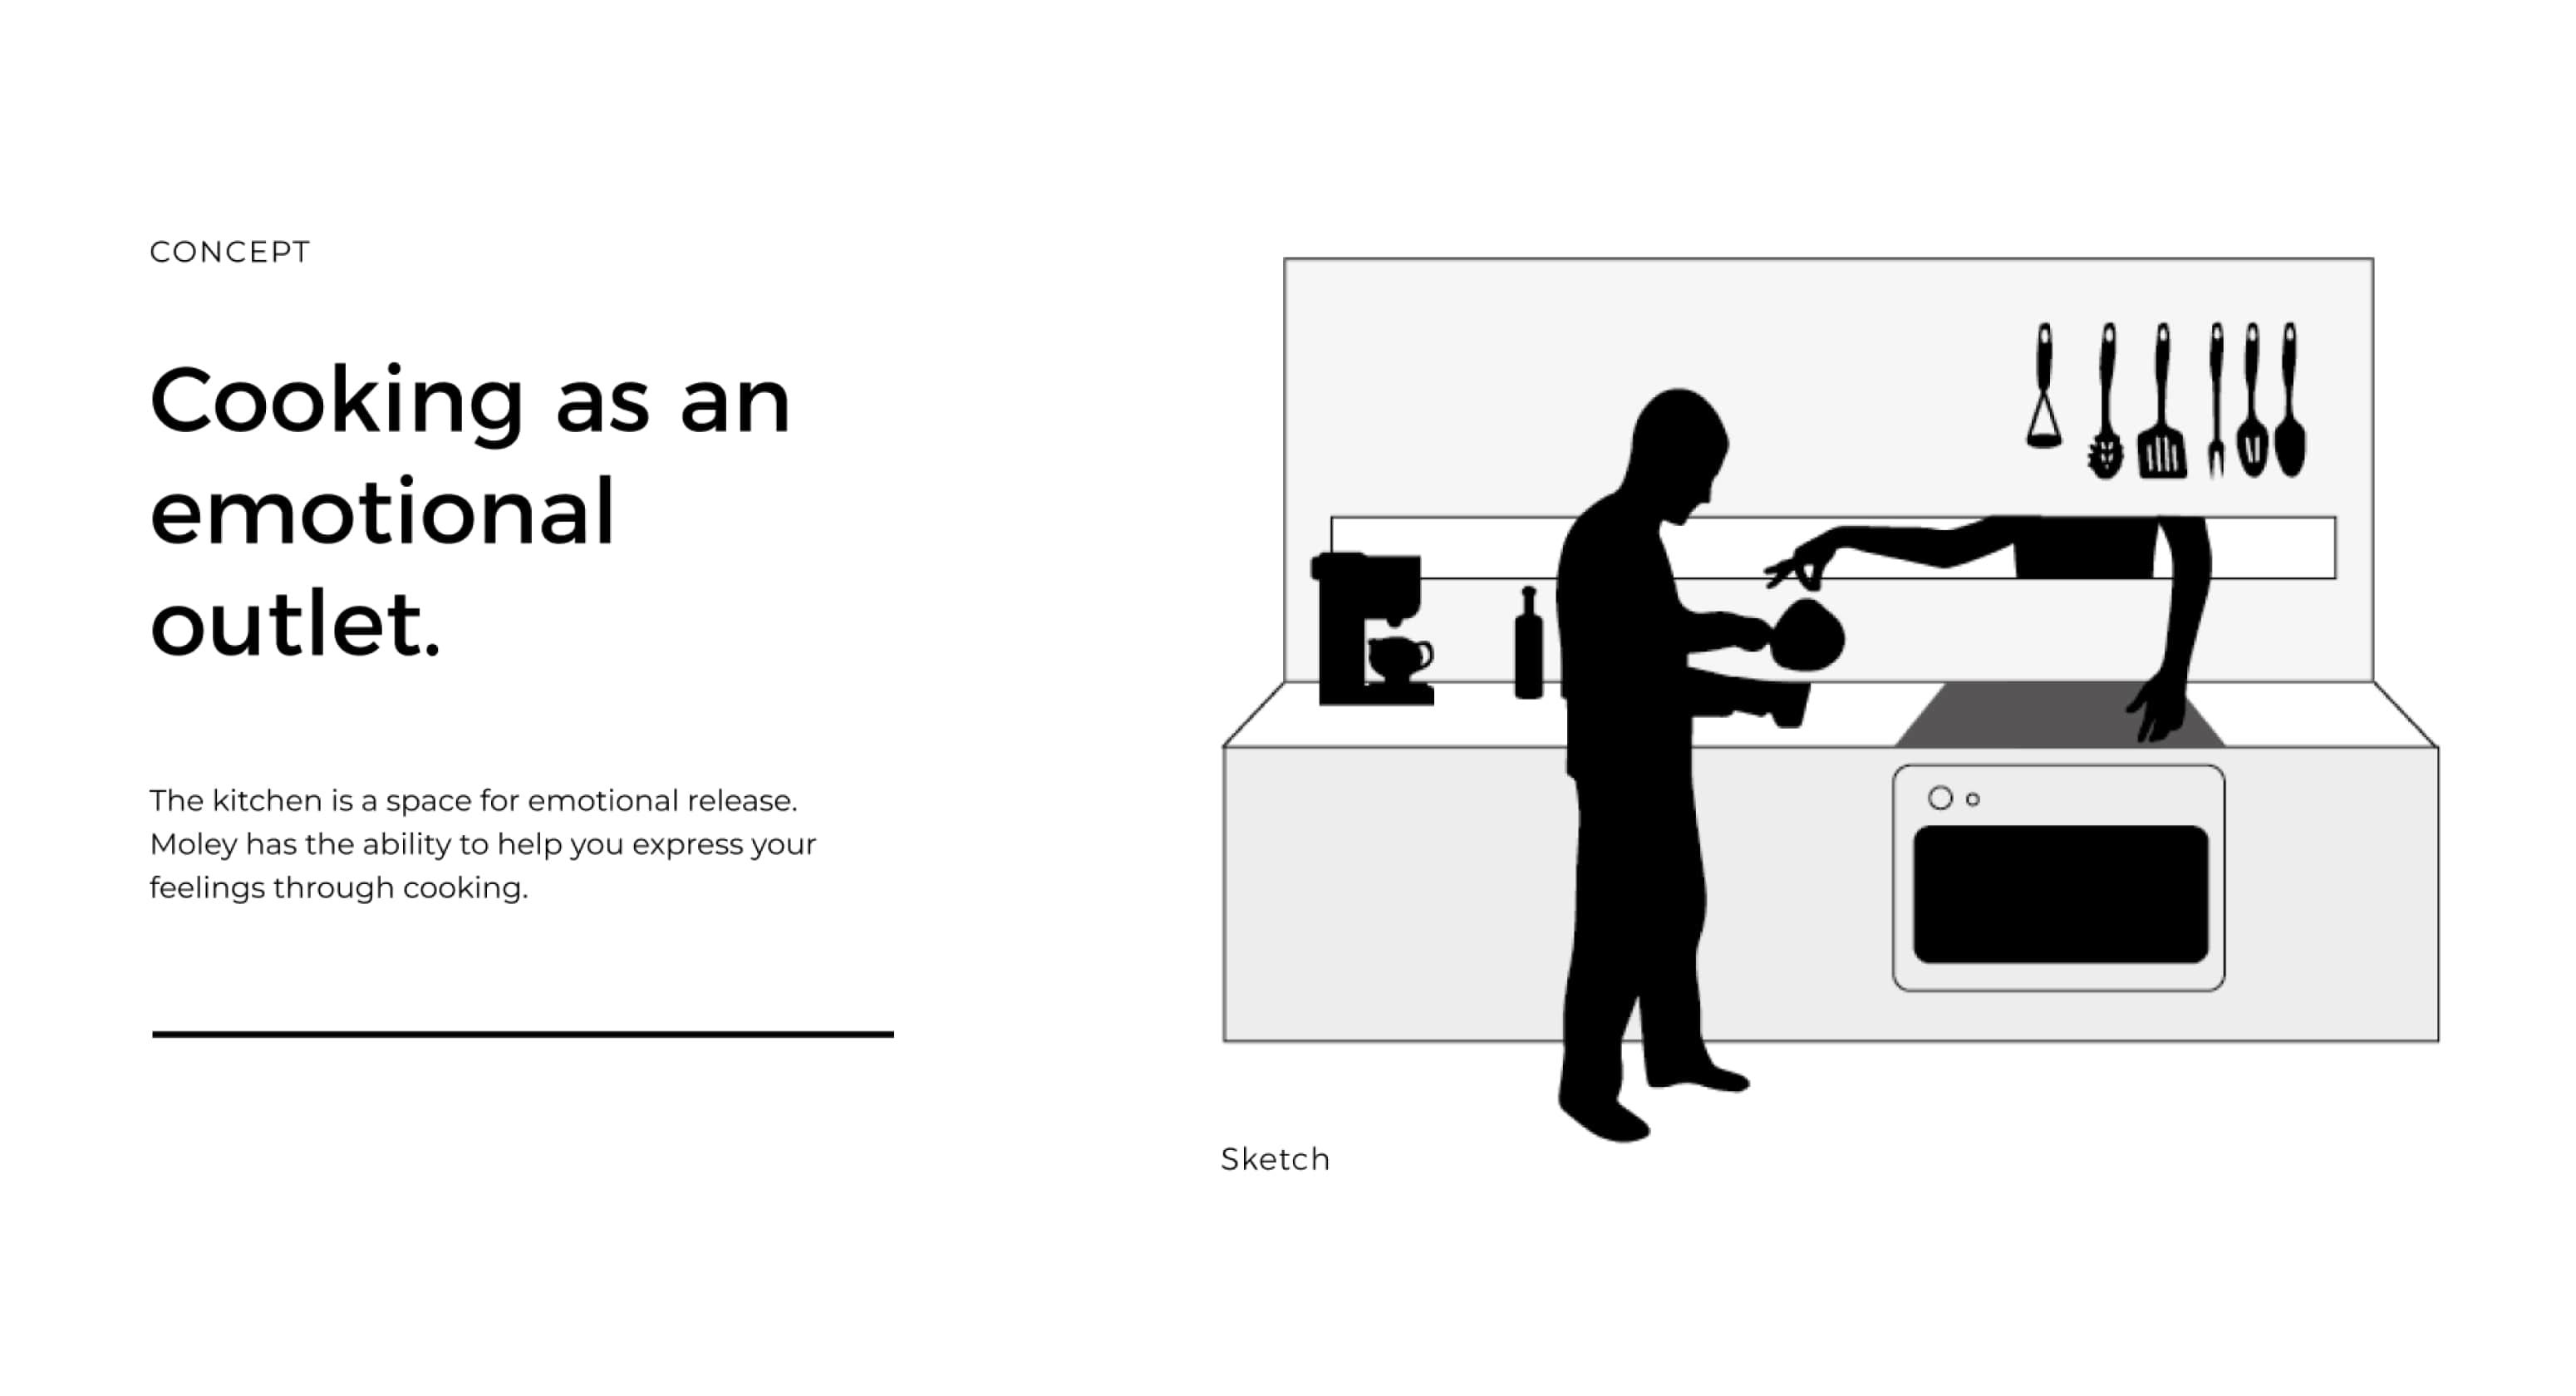 CONCEPT
Cooking as an
emotional
outlet.
The kitchen is a space for emotional release.
Moley has the ability to help you express your
feelings through cooking.
Sketch